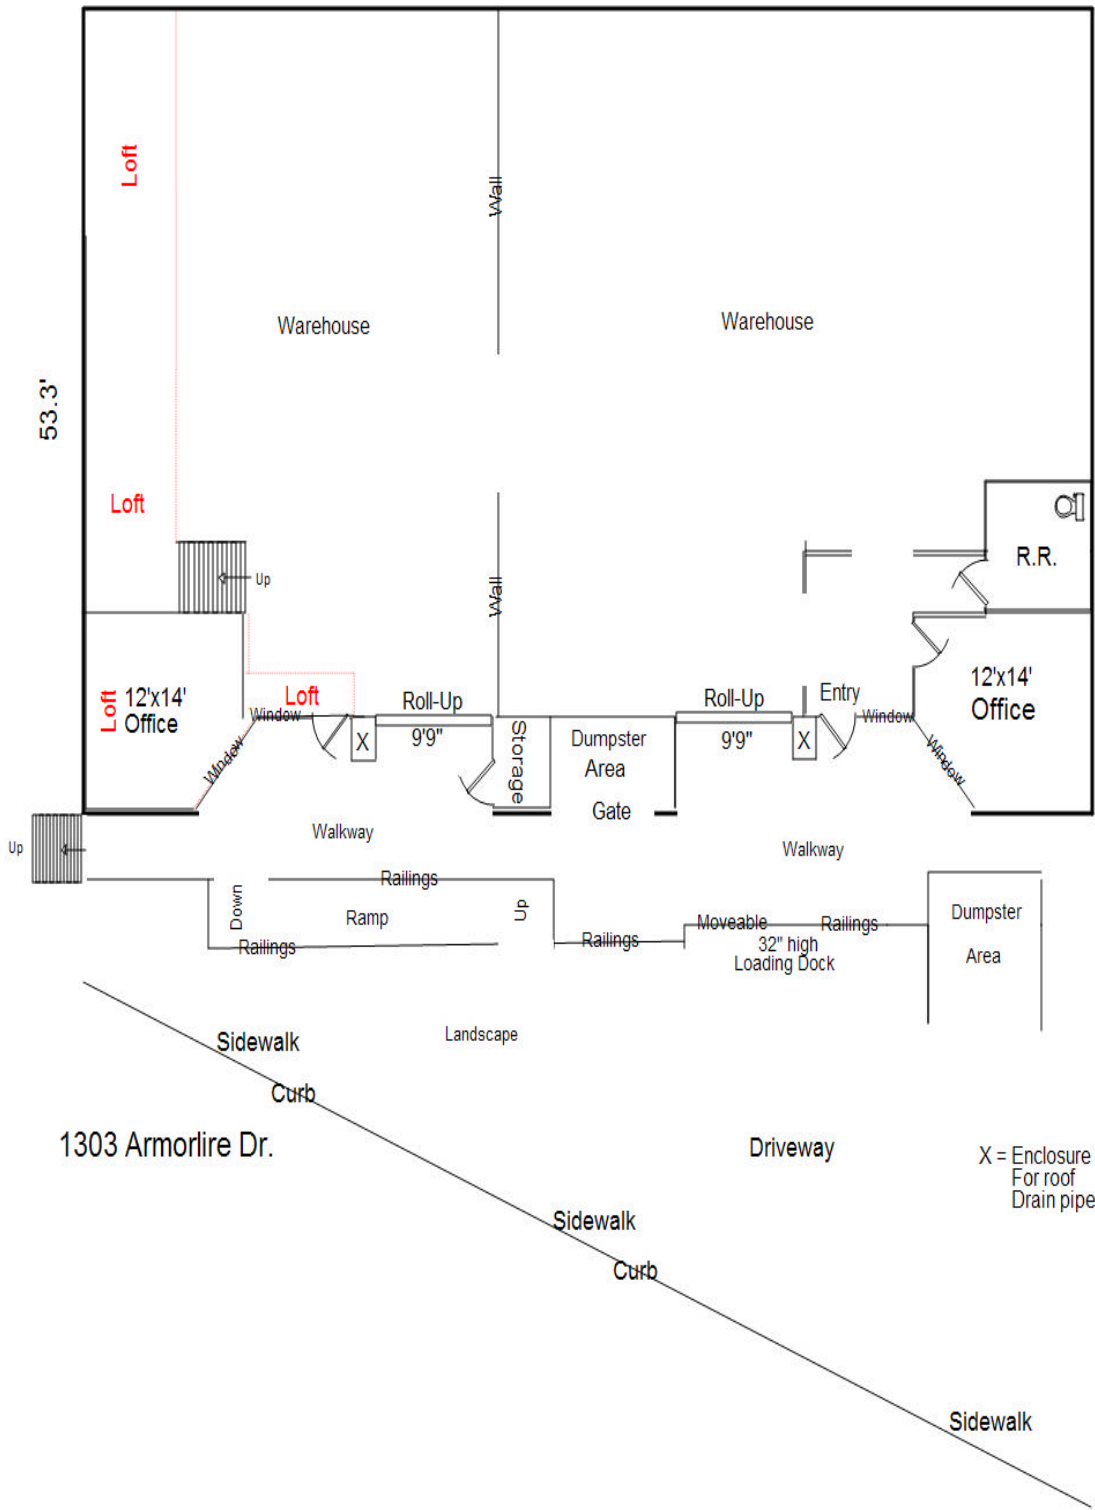 Loft
Wall
Warehouse
Warehouse
53.3'
Loft
R.R.
Up
Wall
12'x14'
Office
Loft
Loft
Window
Window
Roll-Up
9'9"
X
Storage
Dumpster
Area
Gate
Roll-Up
9'9"
X
Entry
Window
Window
12'x14'
Office
Up
Walkway
Walkway
Railings
Down
Ramp
Up
Railings
Railings
Moveable
Railings
32" high
Loading Dock
Dumpster
Area
Landscape
Sidewalk
Curb
1303 Armorlire Dr.
Driveway
X = Enclosure
For roof
Drain pipe
Sidewalk
Curb
Sidewalk